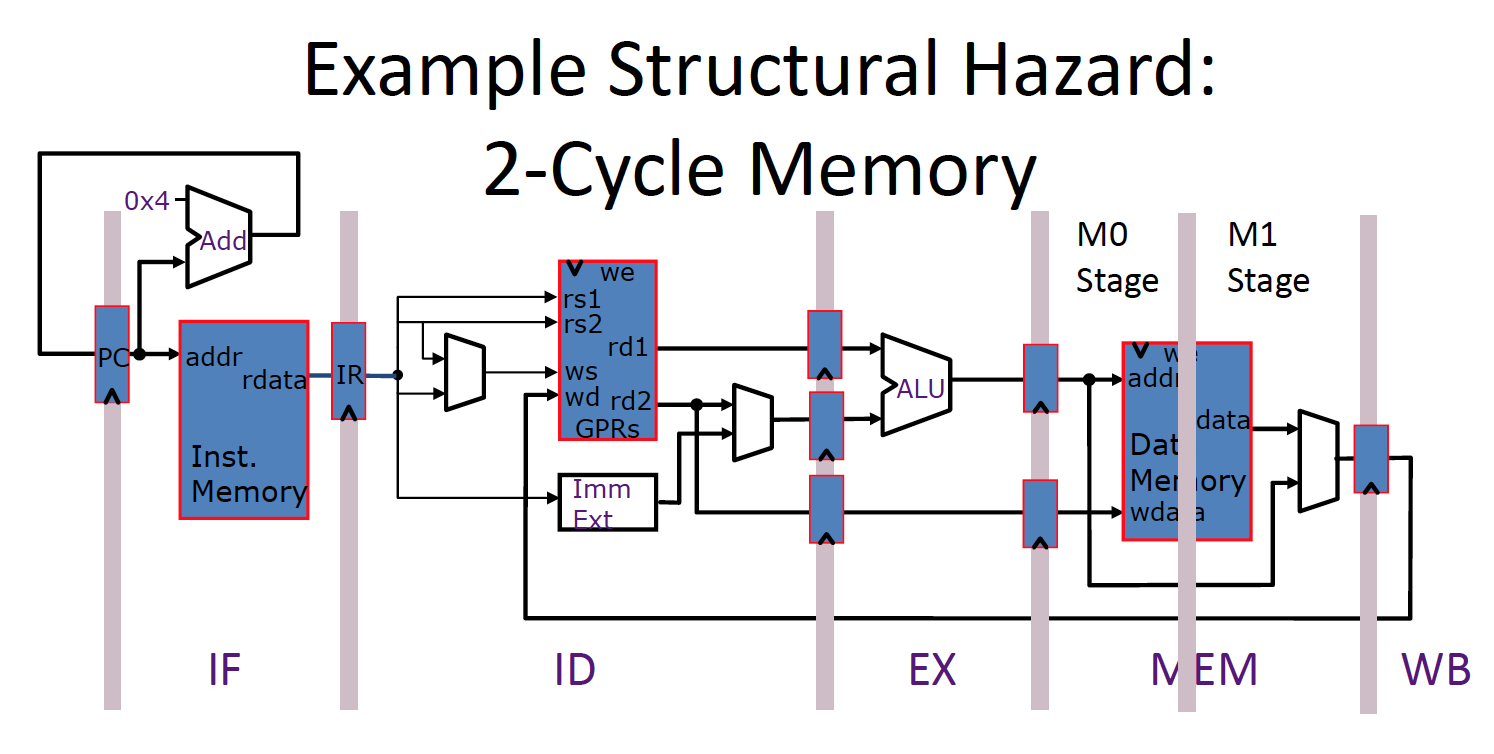 Example Structural Hazard:
2-Cycle Memory
0x4
Add
PC
addr
rdata
Inst.
Memory
IR
we
rs1
rs2
rd1
ws
wd rd2
GPRs
Imm
Ext
ALU
M0
Stage
M1
Stage
we
addr
data
Memory
wdata
IF
ID
EX
MEM
WB